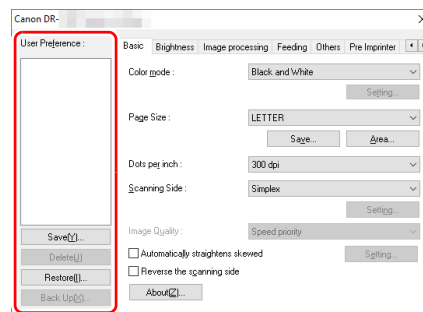 Canon DR-
User Preference :
Save(Y)...
Delete(J)
Restore(I)...
Back Up(X)...
Basic Brightness Image processing Feeding Others Pre Imprinter
Color mode : Black and White
Setting...
Page Size : LETTER
Save... Area...
Dots per inch : 300 dpi
Scanning Side : Simplex
Setting...
Image Quality : Speed priority
Automatically straightens skewed Setting...
Reverse the scanning side
About(Z)...